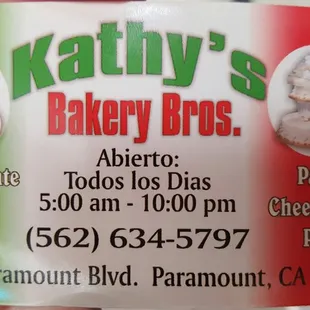 Kathy's
Bakery Bros.
Abierto:
Todos los Dias
5:00 am - 10:00 pm
(562) 634-5797
Blvd. Paramount, CA